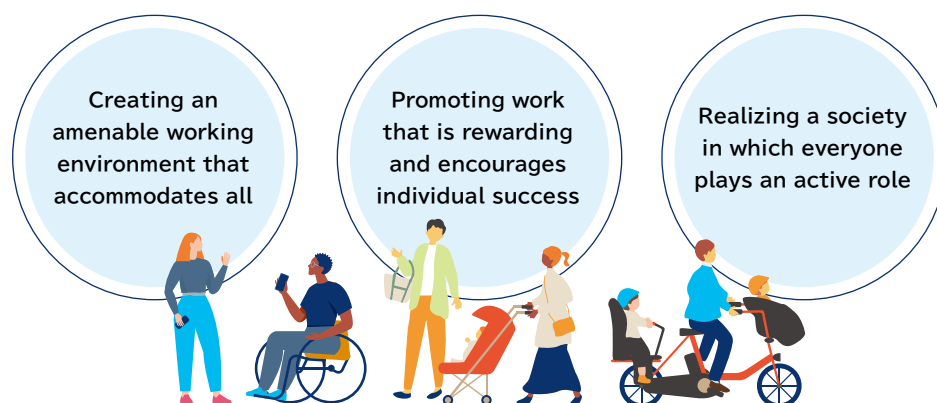 Creating an
amenable working
environment that
accommodates all
Promoting work
that is rewarding
and encourages
individual success
Realizing a society
in which everyone
plays an active role